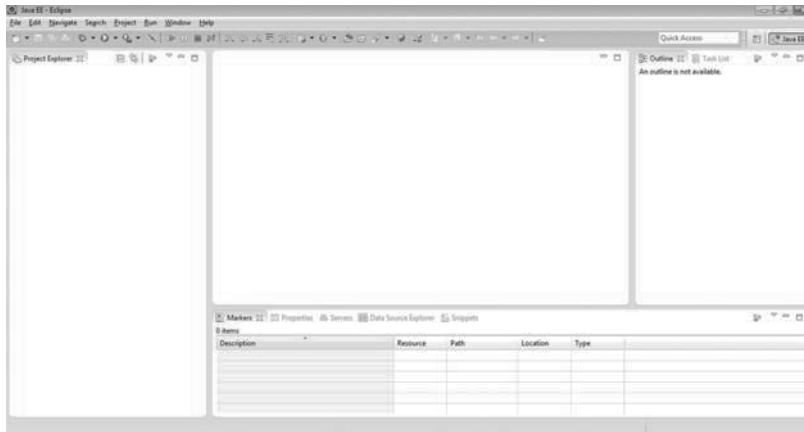 Java EE - Eclipse
File Edit Navigate Search Project Run Window Help
Quick Access
Java EE
Project Explorer
Outline Task List
An outline is not available.
Markers Properties Servers Data Source Explorer Snippets
0 items
Description Resource Path Location Type